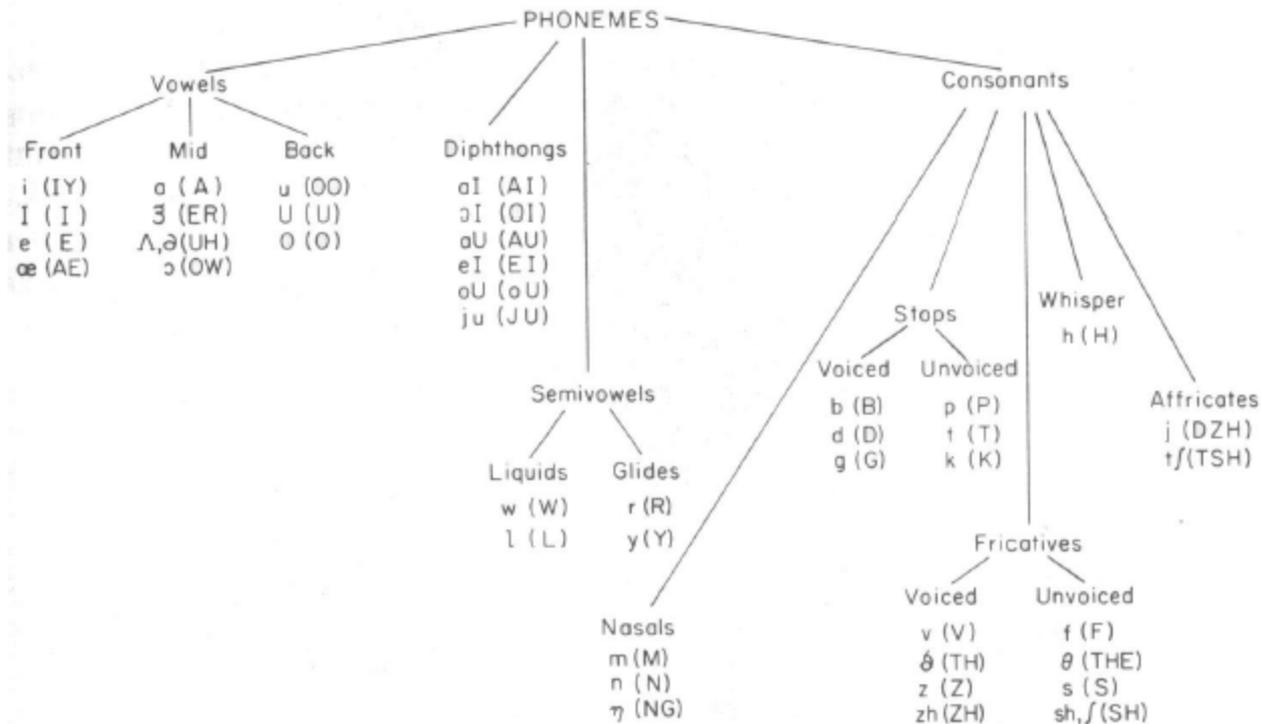 PHONEMES
Vowels
Front
i (IY)
I (I)
e (E)
æ (AE)
Mid
a (A)
ɝ (ER)
Λ,ə(UH)
ɔ (OW)
Back
u (OO)
U (U)
O (O)
Diphthongs
aI (AI)
ɔI (OI)
aU (AU)
eI (EI)
oU (oU)
ju (JU)
Semivowels
Liquids
w (W)
l (L)
Glides
r (R)
y (Y)
Consonants
Nasals
m (M)
n (N)
η (NG)
Stops
Voiced
b (B)
d (D)
g (G)
Unvoiced
p (P)
t (T)
k (K)
Fricatives
Voiced
v (V)
(TH)
z (Z)
zh (ZH)
Unvoiced
f (F)
θ (THE)
s (S)
sh,ʃ (SH)
Whisper
h (H)
Affricates
j (DZH)
tʃ (TSH)